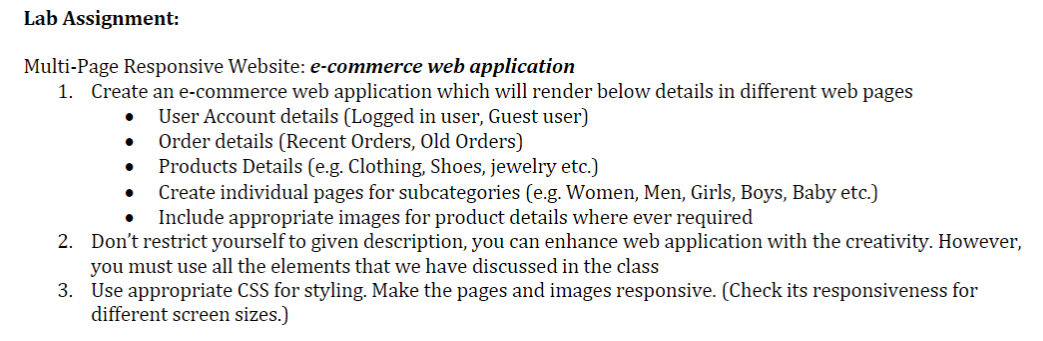 Lab Assignment:
Multi-Page Responsive Website: e-commerce web application
1. Create an e-commerce web application which will render below details in different web pages
• User Account details (Logged in user, Guest user)
• Order details (Recent Orders, Old Orders)
• Products Details (e.g. Clothing, Shoes, jewelry etc.)
• Create individual pages for subcategories (e.g. Women, Men, Girls, Boys, Baby etc.)
• Include appropriate images for product details where ever required
2. Don't restrict yourself to given description, you can enhance web application with the creativity. However,
you must use all the elements that we have discussed in the class
3. Use appropriate CSS for styling. Make the pages and images responsive. (Check its responsiveness for
different screen sizes.)